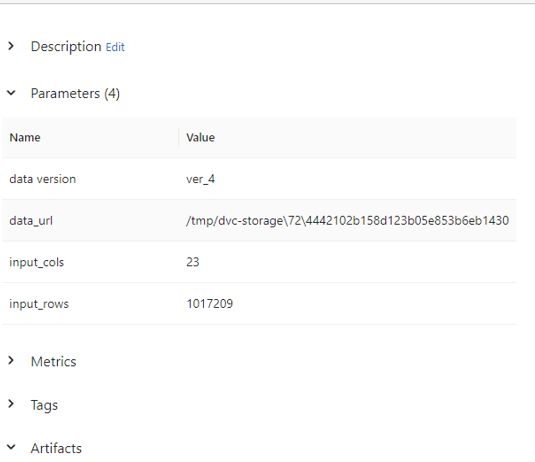 Description Edit
Parameters (4)
Name Value
data version ver_4
data_url /tmp/dvc-storage\72\4442102b158d123b05e853b6eb1430
input_cols 23
input_rows 1017209
Metrics
Tags
Artifacts